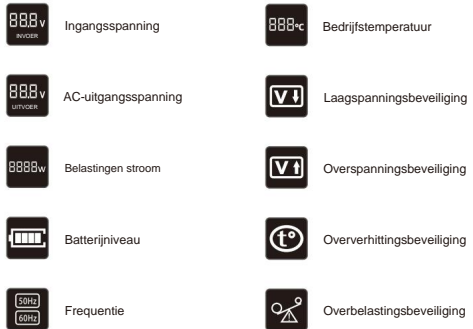 888v
INVOER
Ingangsspanning
888°C
Bedrijfstemperatuur
888v
UITVOER
AC-uitgangsspanning
V
Laagspanningsbeveiliging
8888w
Belastingen stroom
V
Overspanningsbeveiliging
Batterijniveau
t°
Oververhittingsbeveiliging
50Hz
60Hz
Frequentie
Overbelastingsbeveiliging